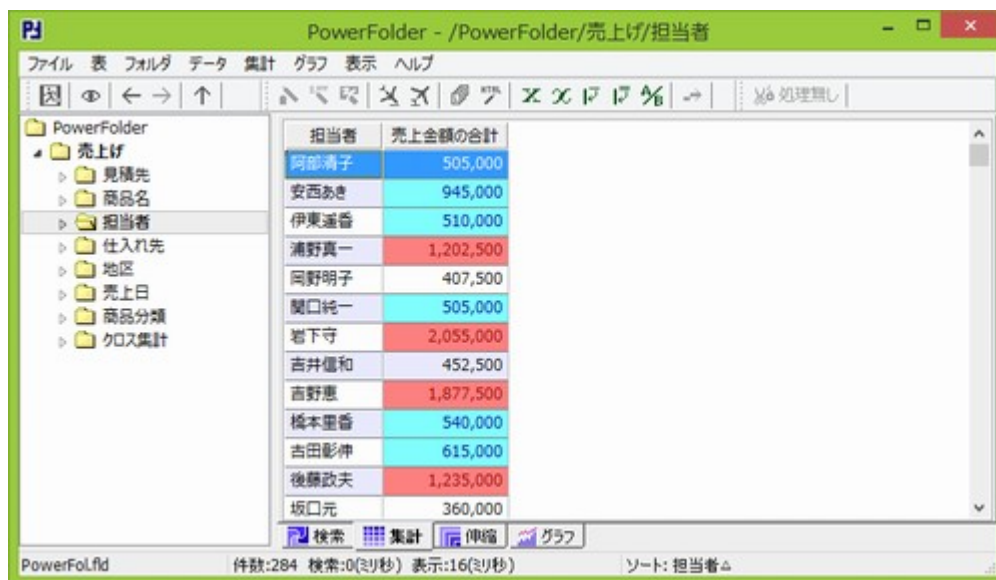 PowerFolder - /PowerFolder/売上げ/担当者
ファイル 表 フォルダ データ 集計 グラフ 表示 ヘルプ
処理無し
PowerFolder
売上げ
見積先
商品名
担当者
仕入れ先
地区
売上日
商品分類
クロス集計
担当者 売上金額の合計
阿部清子 505,000
安西あき 945,000
伊東遥香 510,000
浦野真一 1,202,500
岡野明子 407,500
関口純一 505,000
岩下守 2,055,000
吉井信和 452,500
吉野恵 1,877,500
橋本里香 540,000
古田彰伸 615,000
後藤政夫 1,235,000
坂口元 360,000
検索 集計 伸縮 グラフ
PowerFol.fld 件数:284 検索:0(ミリ秒) 表示:16(ミリ秒) ソート: 担当者△